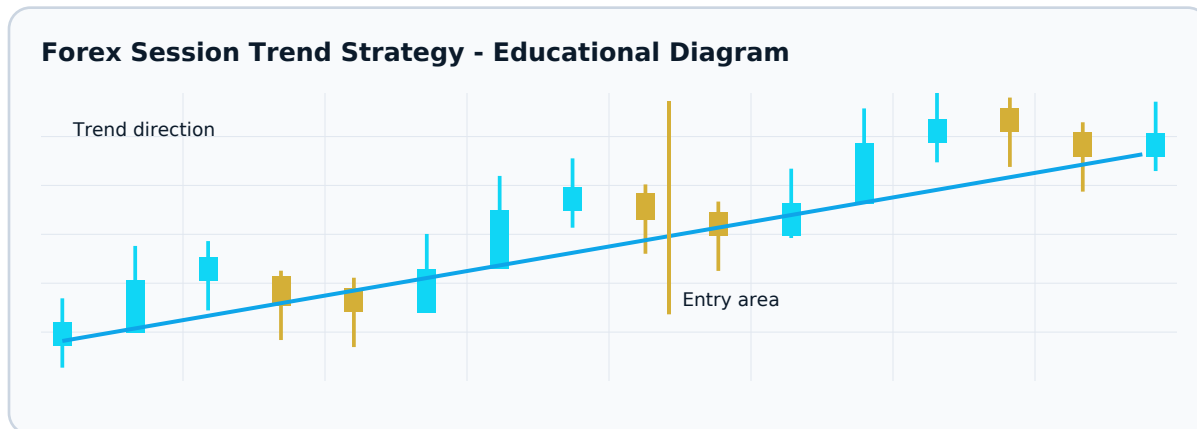 Forex Session Trend Strategy - Educational Diagram
Trend direction
Entry area